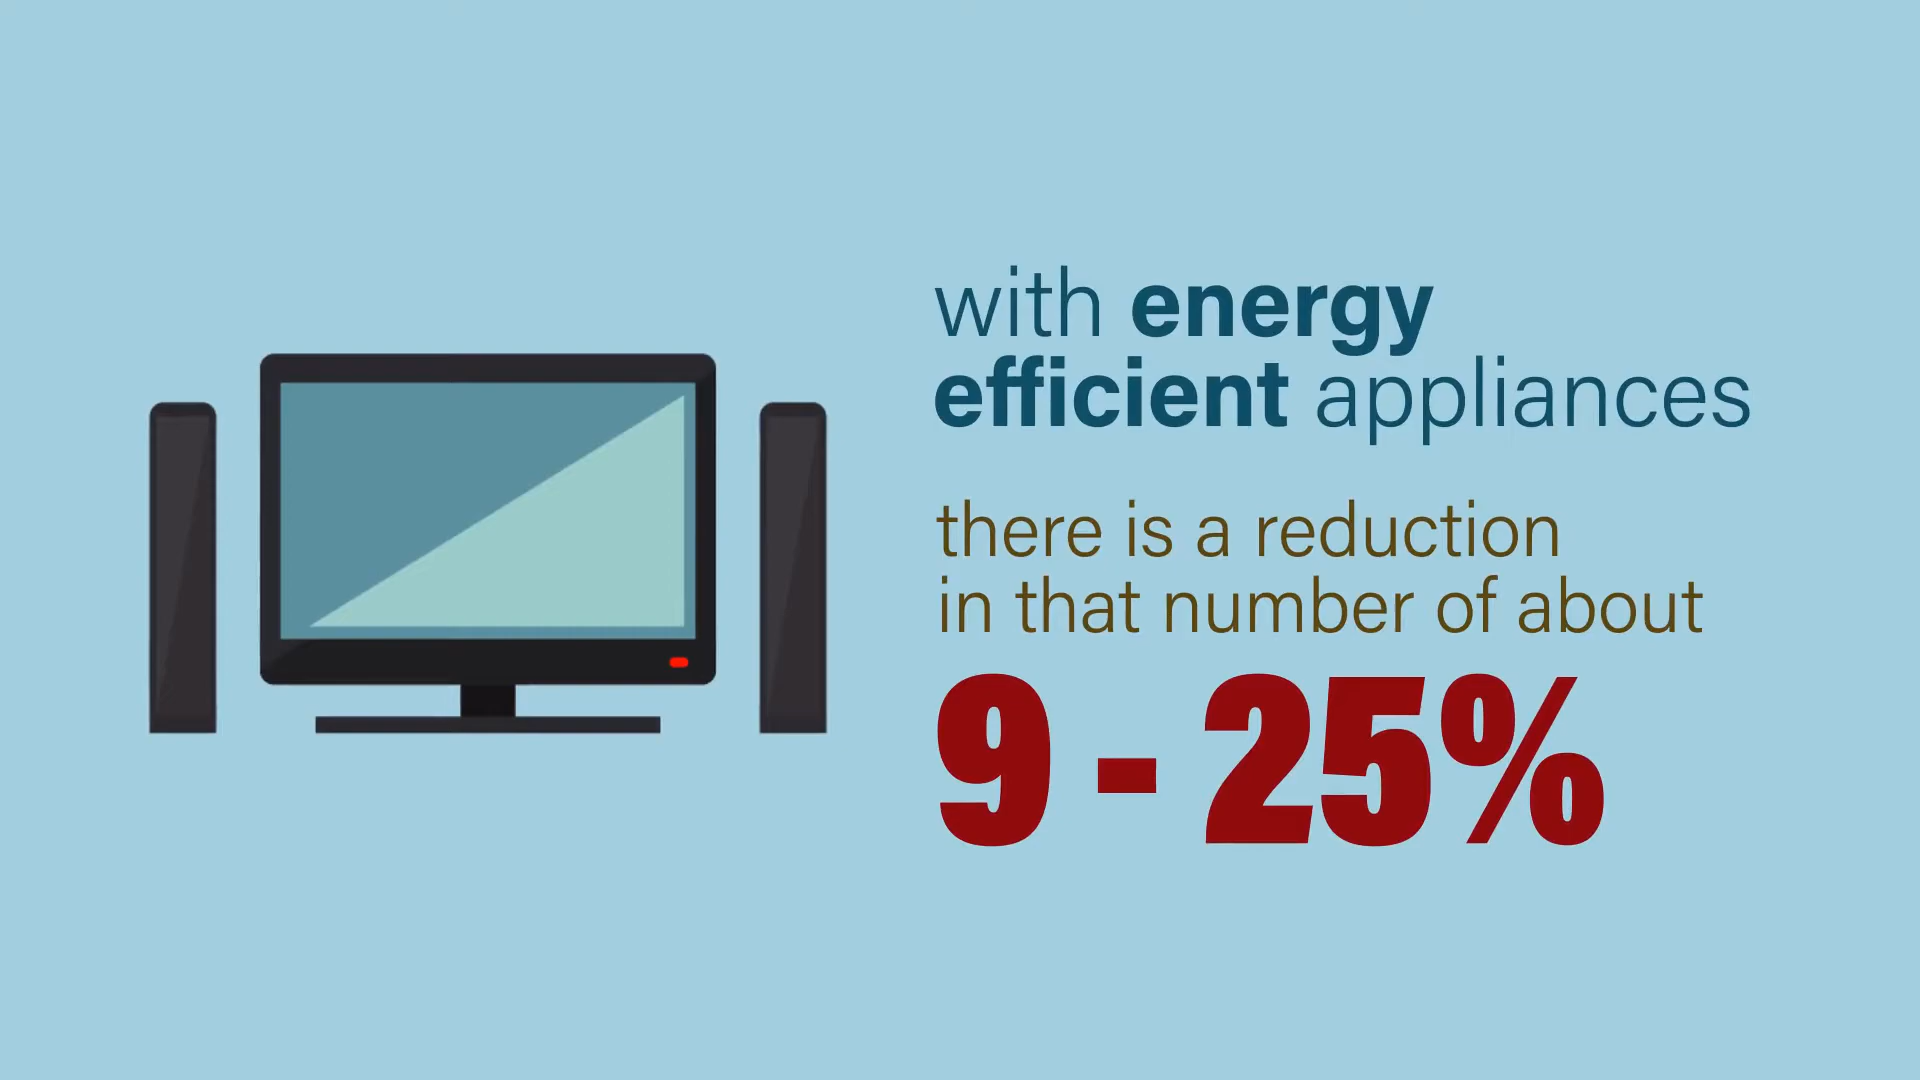 with energy
efficient appliances
there is a reduction
in that number of about
9 - 25%